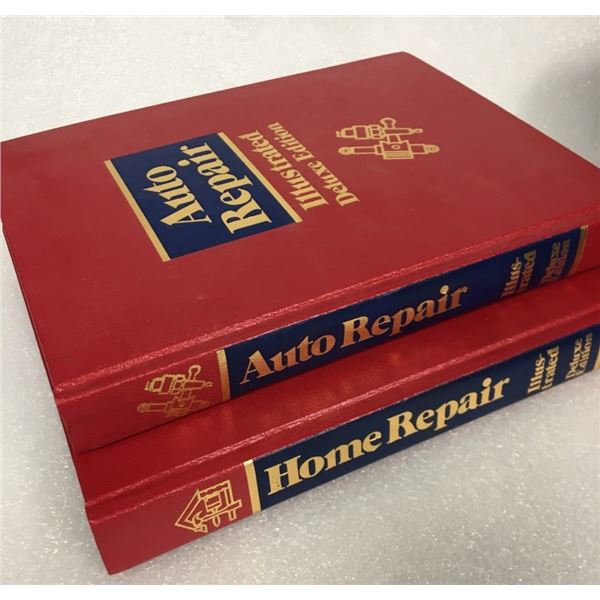 Auto
Repair
Illustrated
Deluxe Edition
Auto Repair
Illus-
trated
Deluxe
Edition
Home Repair
Illus-
trated
Deluxe
Edition